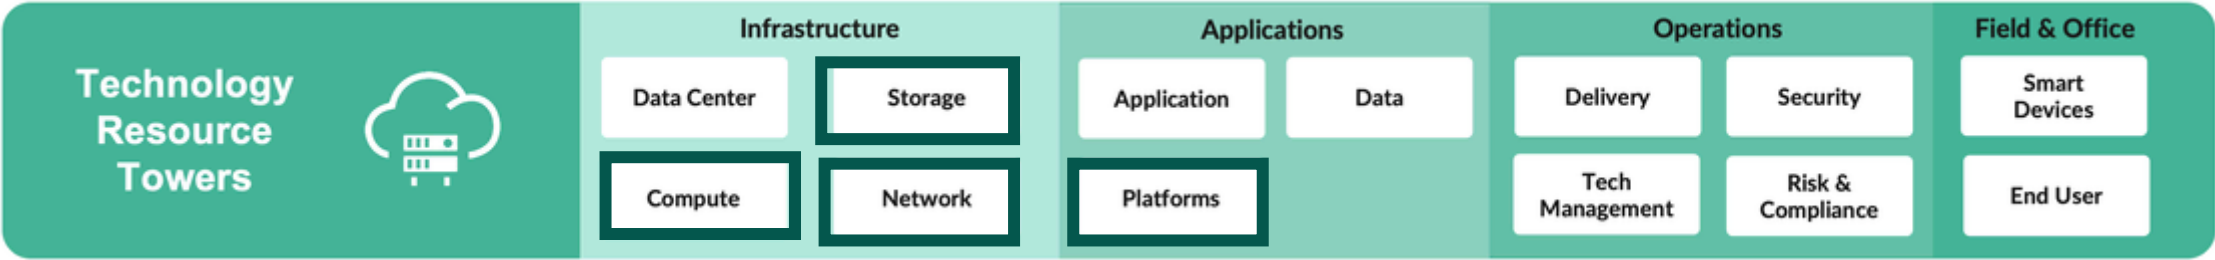 Technology
Resource
Towers
Infrastructure
Data Center
Storage
Compute
Network
Applications
Application
Data
Platforms
Operations
Delivery
Security
Tech
Management
Risk &
Compliance
Field & Office
Smart
Devices
End User